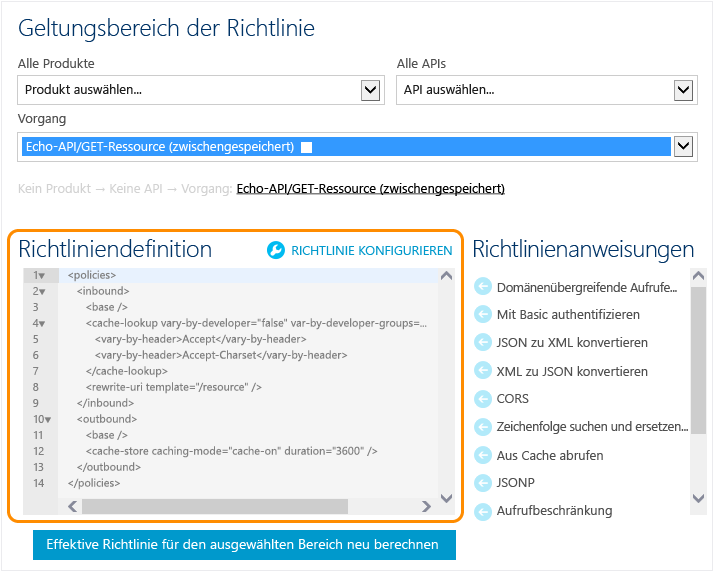 Geltungsbereich der Richtlinie
Alle Produkte
Alle APIs
Produkt auswählen...
API auswählen...
Vorgang
Echo-API/GET-Ressource (zwischengespeichert)
Kein Produkt → Keine API → Vorgang: Echo-API/GET-Ressource (zwischengespeichert)
Richtliniendefinition
RICHTLINIE KONFIGURIEREN
1 <policies>
2 <inbound>
3 <base />
4 <cache-lookup vary-by-developer="false" var-by-developer-groups=...
5 <vary-by-header>Accept</vary-by-header>
6 <vary-by-header>Accept-Charset</vary-by-header>
7 </cache-lookup>
8 <rewrite-uri template="/resource" />
9 </inbound>
10 <outbound>
11 <base />
12 <cache-store caching-mode="cache-on" duration="3600" />
13 </outbound>
14 </policies>
Richtlinienanweisungen
Domänenübergreifende Aufrufe...
Mit Basic authentifizieren
JSON zu XML konvertieren
XML zu JSON konvertieren
CORS
Zeichenfolge suchen und ersetzen...
Aus Cache abrufen
JSONP
Aufrufbeschränkung
Effektive Richtlinie für den ausgewählten Bereich neu berechnen